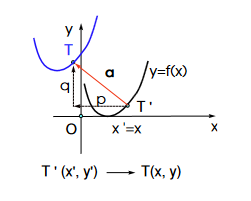 y
T
a
y=f(x)
q
p
T'
O
x'=x
x
T' (x', y') ⟶ T(x, y)